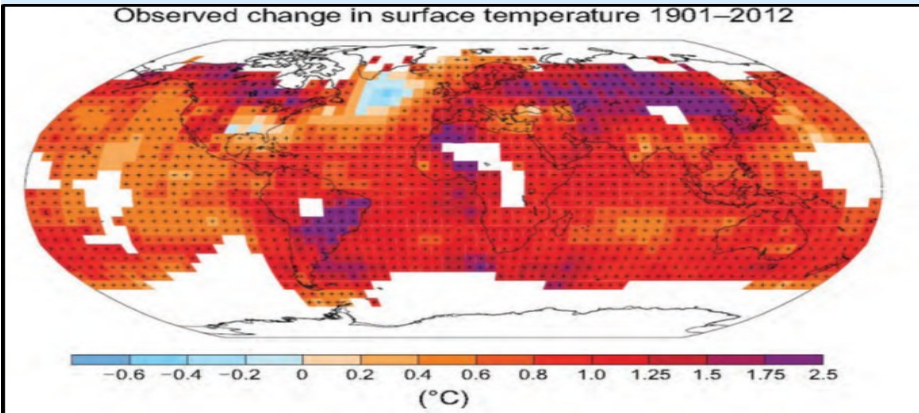 Observed change in surface temperature 1901–2012
−0.6 −0.4 −0.2 0 0.2 0.4 0.6 0.8 1.0 1.25 1.5 1.75 2.5
(°C)